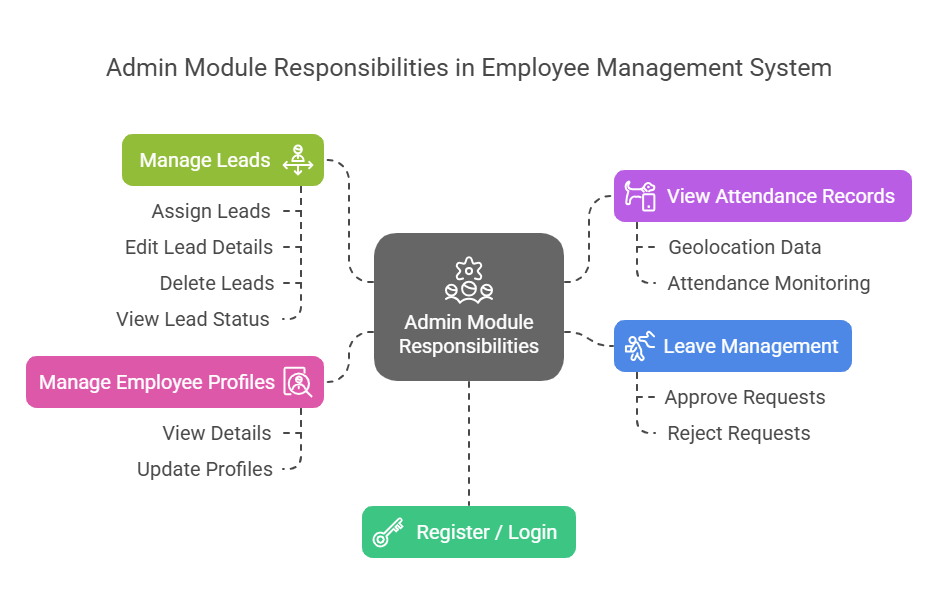 Admin Module Responsibilities in Employee Management System
Manage Leads
Assign Leads
Edit Lead Details
Delete Leads
View Lead Status
Manage Employee Profiles
View Details
Update Profiles
Admin Module
Responsibilities
View Attendance Records
Geolocation Data
Attendance Monitoring
Leave Management
Approve Requests
Reject Requests
Register / Login